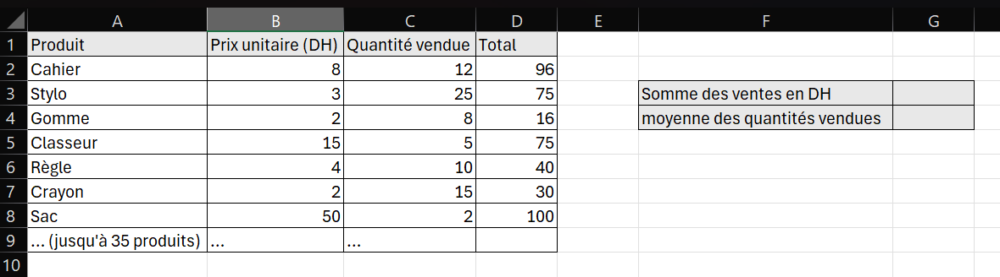 A B C D E F G
1 Produit Prix unitaire (DH) Quantité vendue Total
2 Cahier 8 12 96
3 Stylo 3 25 75 Somme des ventes en DH
4 Gomme 2 8 16 moyenne des quantités vendues
5 Classeur 15 5 75
6 Règle 4 10 40
7 Crayon 2 15 30
8 Sac 50 2 100
9 ... (jusqu'à 35 produits) ... ...
10